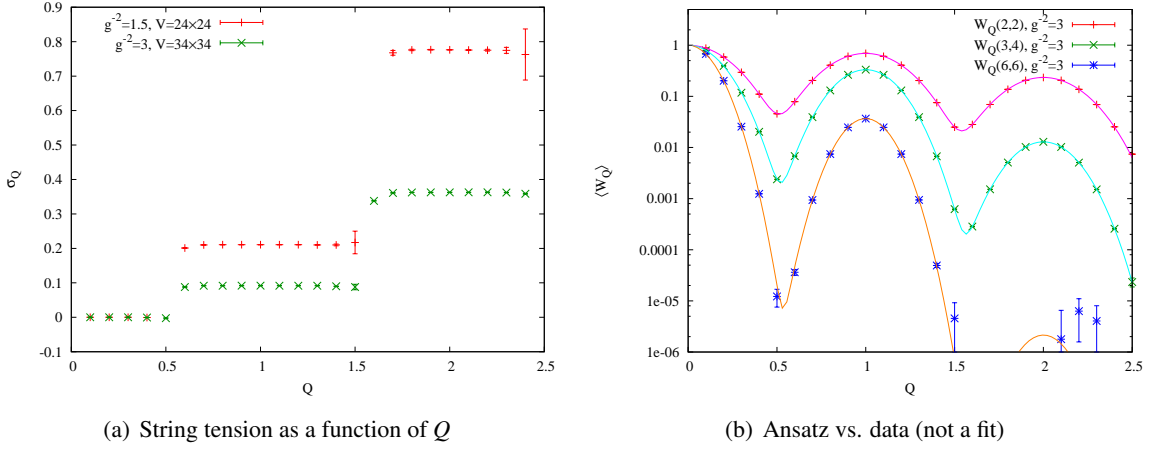 0.9
0.8
0.7
0.6
0.5
0.4
0.3
0.2
0.1
0
-0.1
0 0.5 1 1.5 2 2.5
σ_Q
Q
g⁻²=1.5, V=24×24
g⁻²=3, V=34×34
1
0.1
0.01
0.001
0.0001
1e-05
1e-06
0 0.5 1 1.5 2 2.5
⟨W_Q⟩
Q
W_Q(2,2), g⁻²=3
W_Q(3,4), g⁻²=3
W_Q(6,6), g⁻²=3
(a) String tension as a function of Q
(b) Ansatz vs. data (not a fit)